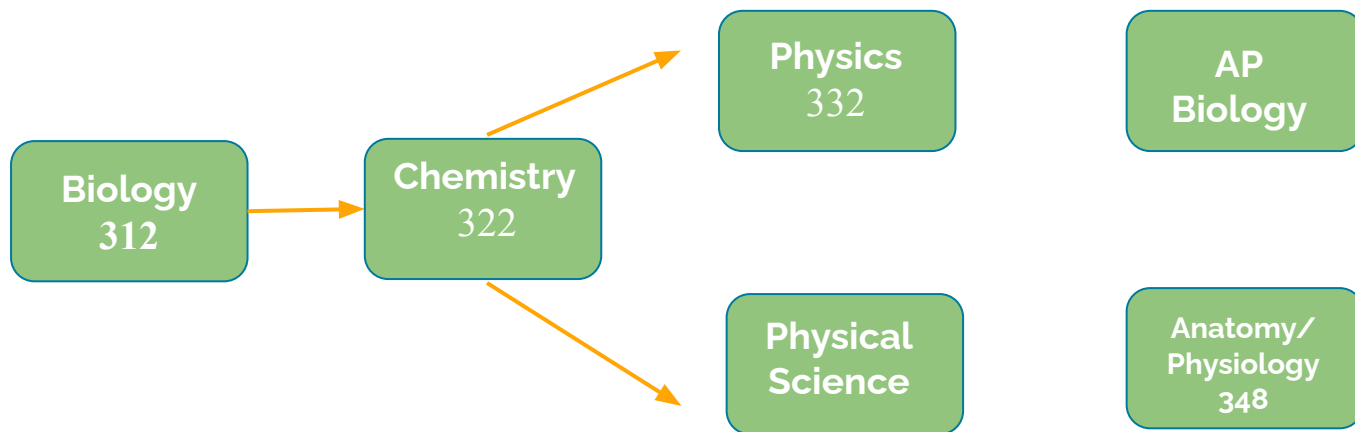 Biology
312
Chemistry
322
Physics
332
Physical
Science
AP
Biology
Anatomy/
Physiology
348